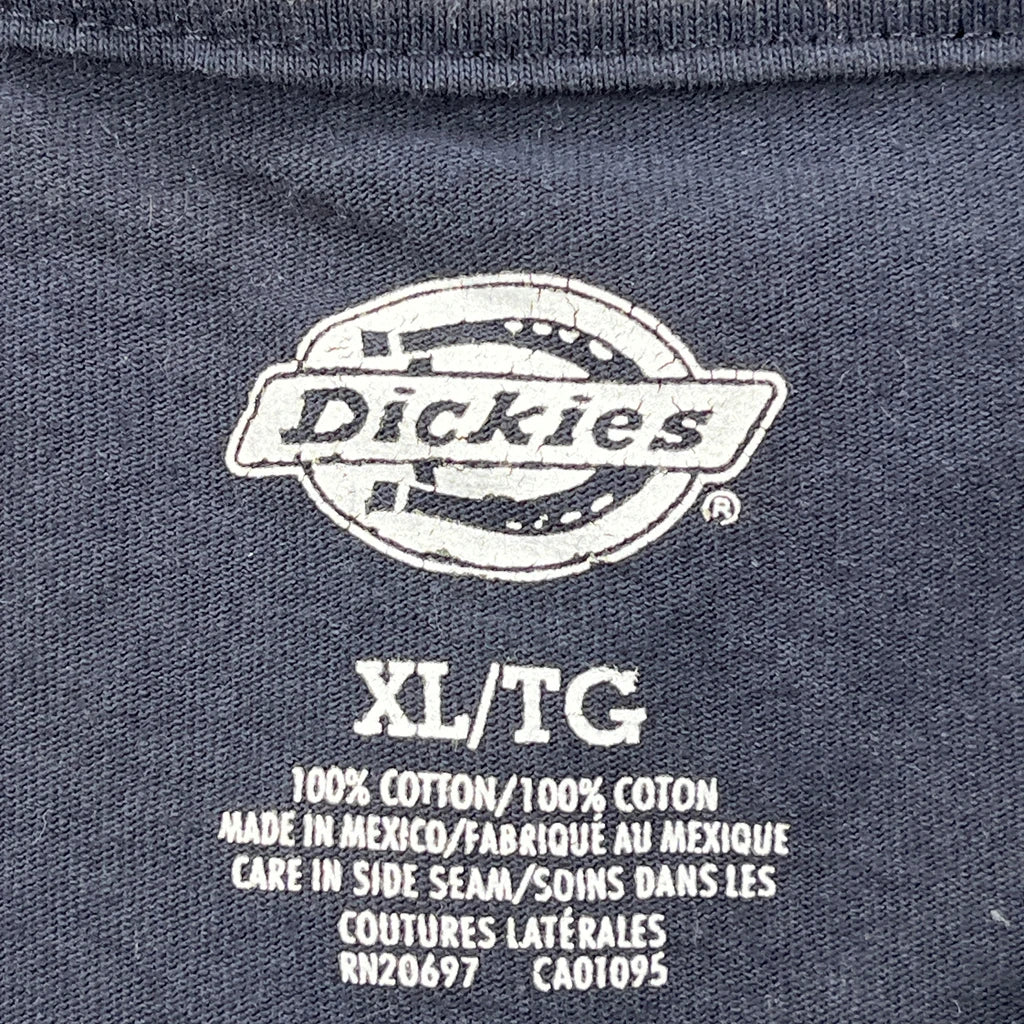 Dickies
®
XL/TG
100% COTTON/100% COTON
MADE IN MEXICO/FABRIQUÉ AU MEXIQUE
CARE IN SIDE SEAM/SOINS DANS LES
COUTURES LATÉRALES
RN20697 CA01095